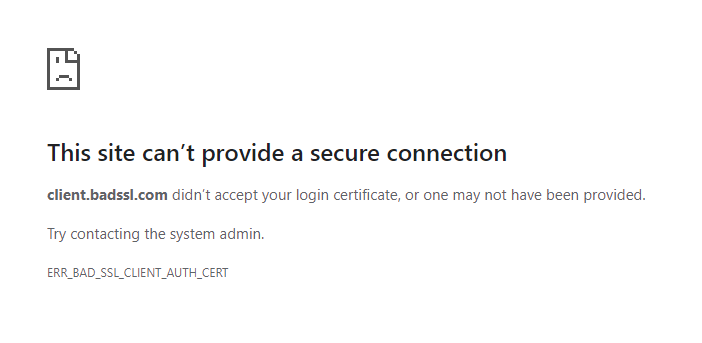 This site can’t provide a secure connection
client.badssl.com didn’t accept your login certificate, or one may not have been provided.
Try contacting the system admin.
ERR_BAD_SSL_CLIENT_AUTH_CERT